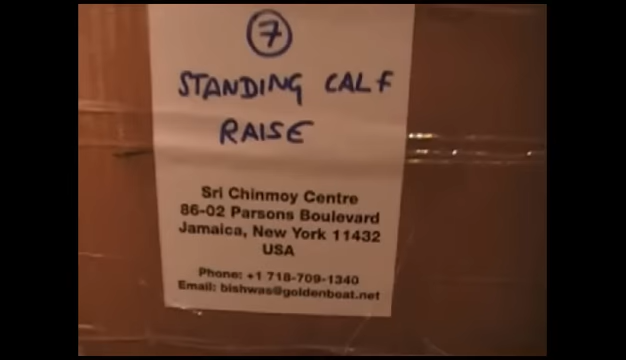 7
STANDING CALF
RAISE
Sri Chinmoy Centre
86-02 Parsons Boulevard
Jamaica, New York 11432
USA
Phone: +1 718-709-1340
Email: bishwas@goldenboat.net